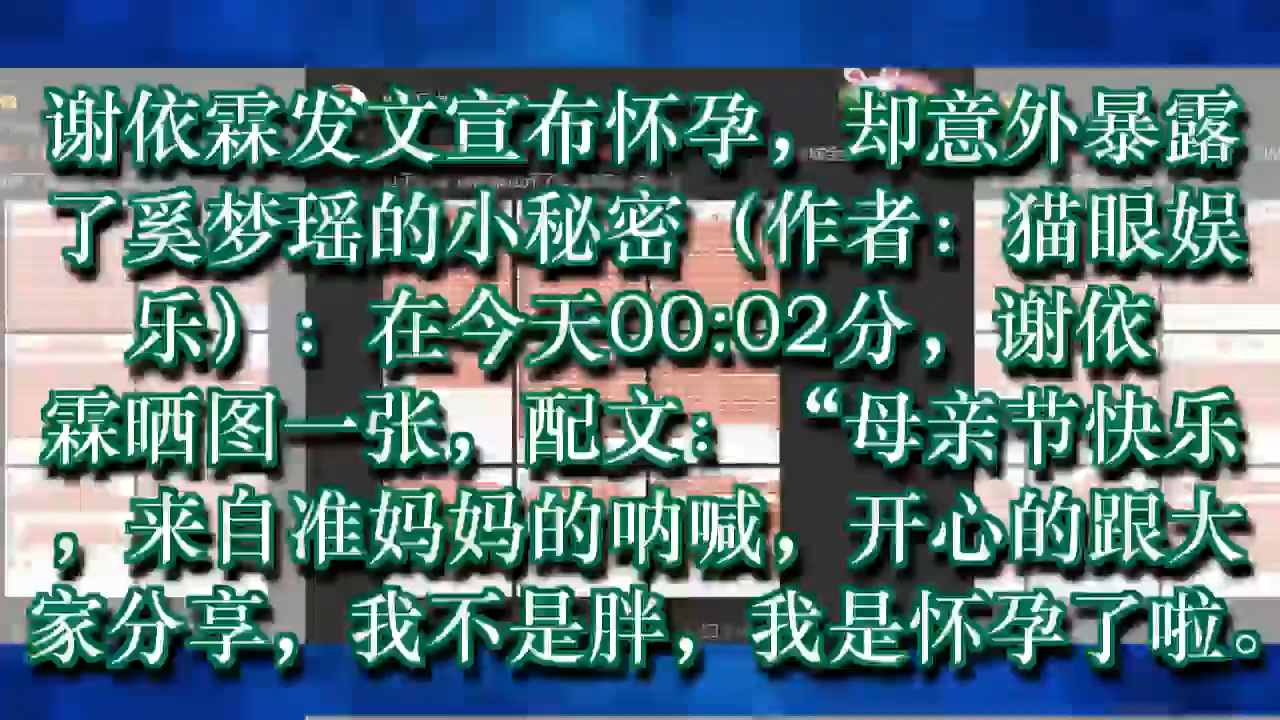 谢依霖发文宣布怀孕，却意外暴露
了奚梦瑶的小秘密（作者：猫眼娱
乐）：在今天00:02分，谢依
霖晒图一张，配文：“母亲节快乐
，来自准妈妈的呐喊，开心的跟大
家分享，我不是胖，我是怀孕了啦。